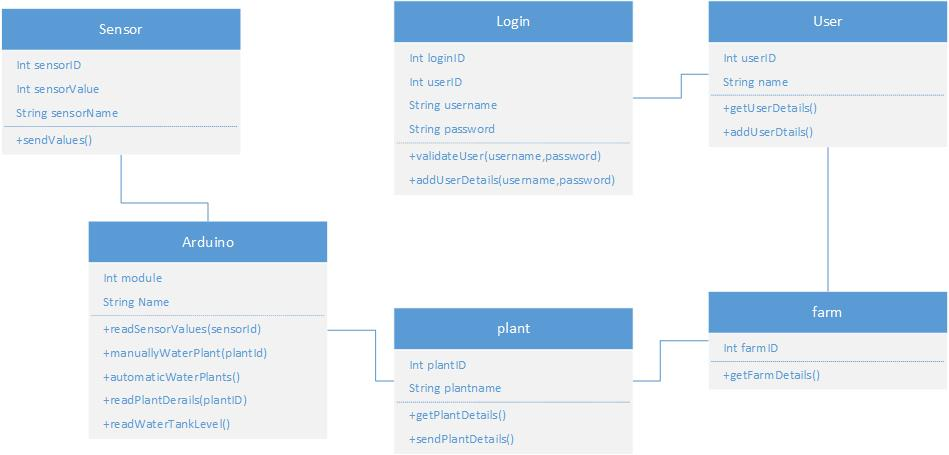 Sensor
Int sensorID
Int sensorValue
String sensorName
+sendValues()
Login
Int loginID
Int userID
String username
String password
+validateUser(username,password)
+addUserDetails(username,password)
User
Int userID
String name
+getUserDetails()
+addUserDtails()
Arduino
Int module
String Name
+readSensorValues(sensorId)
+manuallyWaterPlant(plantId)
+automaticWaterPlants()
+readPlantDerails(plantID)
+readWaterTankLevel()
plant
Int plantID
String plantname
+getPlantDetails()
+sendPlantDetails()
farm
Int farmID
+getFarmDetails()